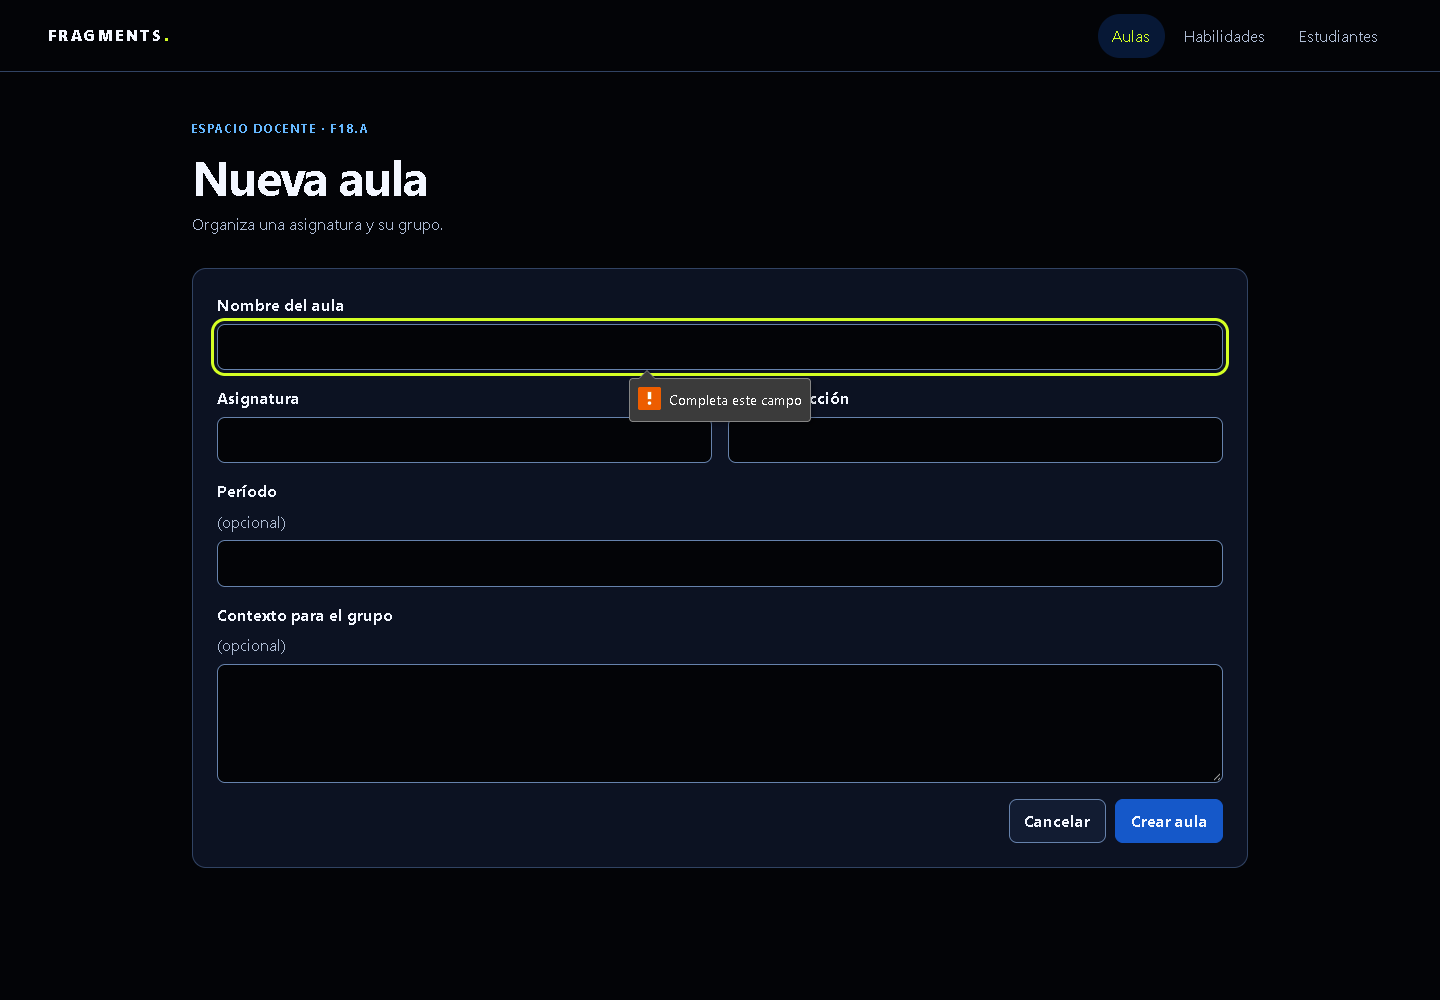 FRAGMENTS.
Aulas Habilidades Estudiantes
ESPACIO DOCENTE · F18.A
Nueva aula
Organiza una asignatura y su grupo.
Nombre del aula
Completa este campo
Asignatura
Período
(opcional)
Contexto para el grupo
(opcional)
Cancelar Crear aula